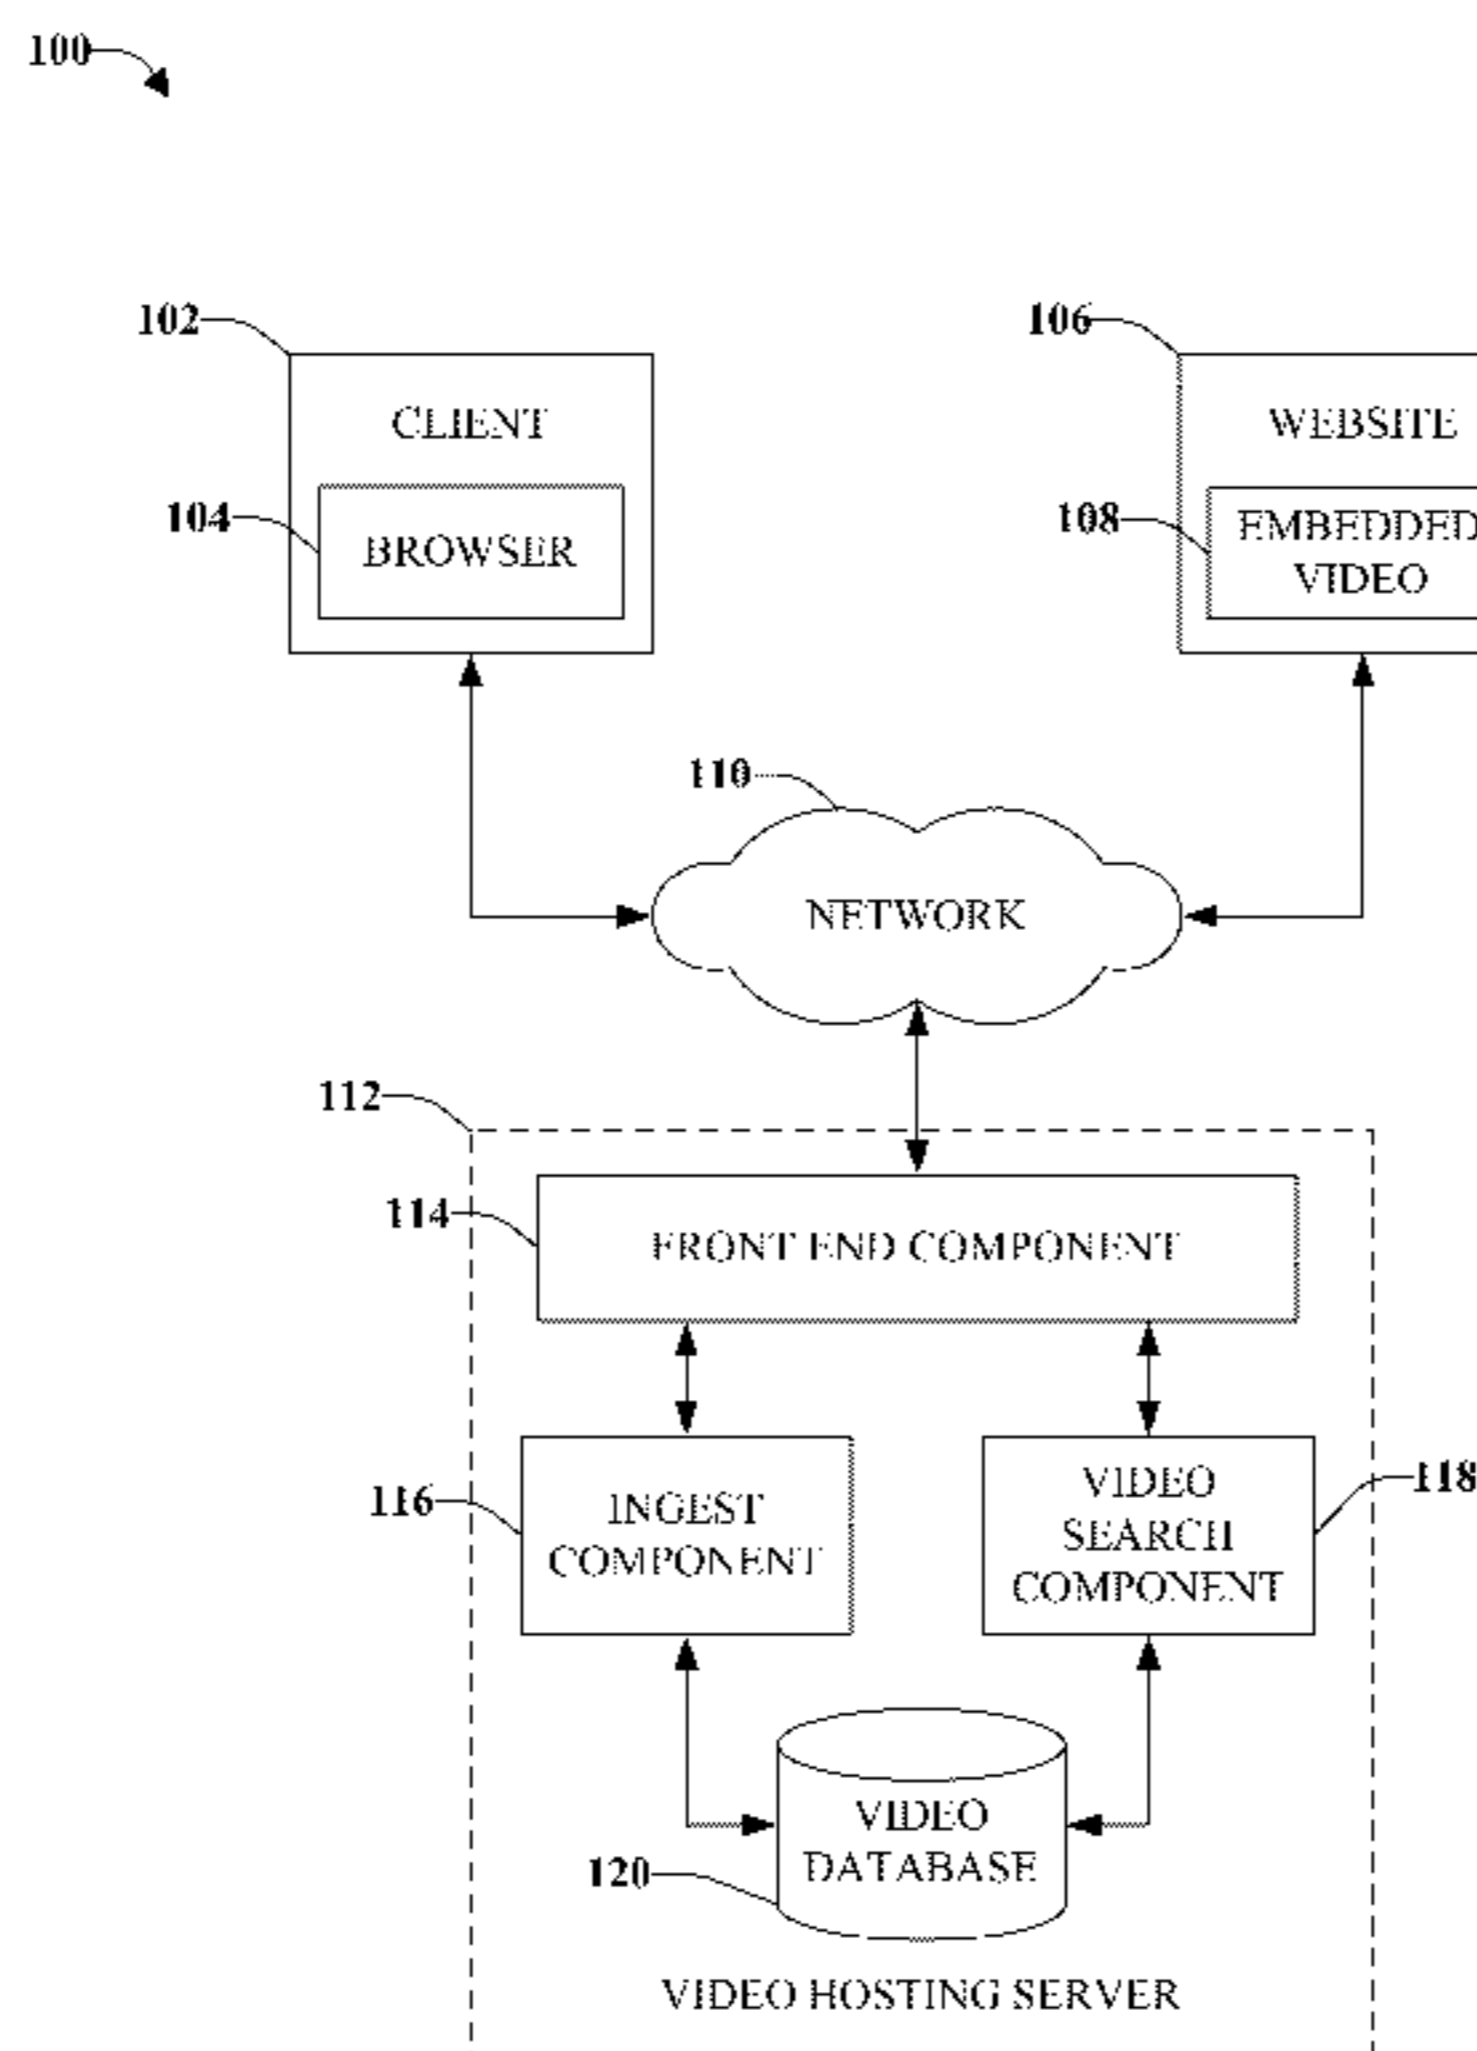 100
102
106
CLIENT
WEBSITE
104
BROWSER
108
EMBEDDED
VIDEO
110
NETWORK
112
114
FRONT END COMPONENT
116
INGEST
COMPONENT
118
VIDEO
SEARCH
COMPONENT
120
VIDEO
DATABASE
VIDEO HOSTING SERVER